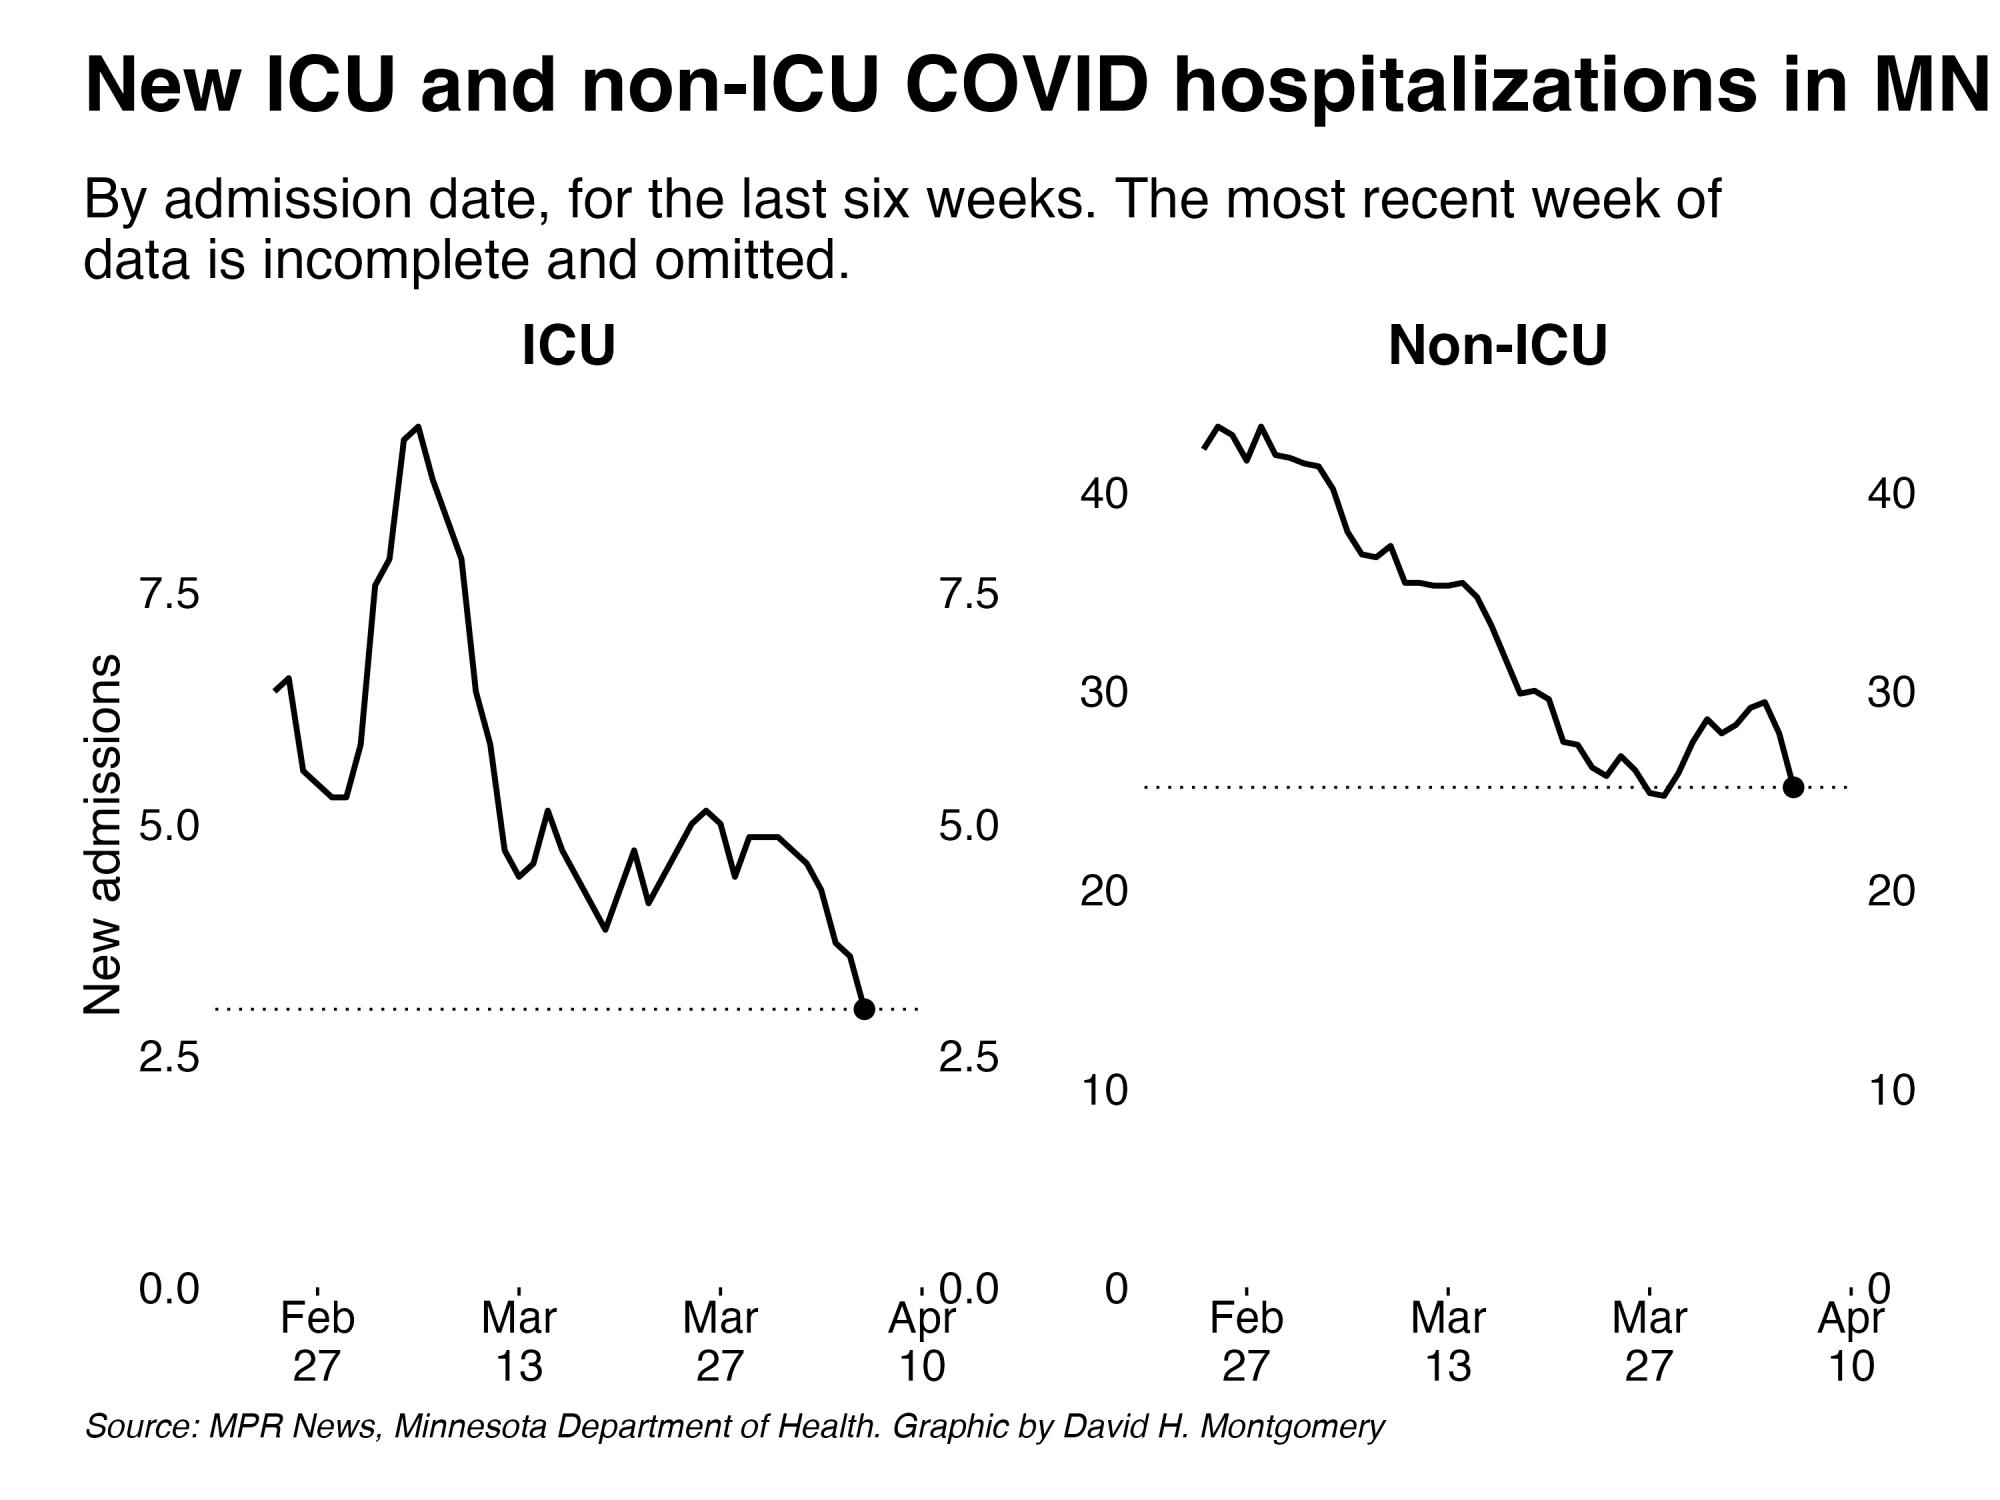 New ICU and non-ICU COVID hospitalizations in MN
By admission date, for the last six weeks. The most recent week of
data is incomplete and omitted.
ICU
New admissions
7.5
5.0
2.5
0.0
7.5
5.0
2.5
0.0
Feb
27
Mar
13
Mar
27
Apr
10
Non-ICU
40
30
20
10
0
40
30
20
10
0
Feb
27
Mar
13
Mar
27
Apr
10
Source: MPR News, Minnesota Department of Health. Graphic by David H. Montgomery